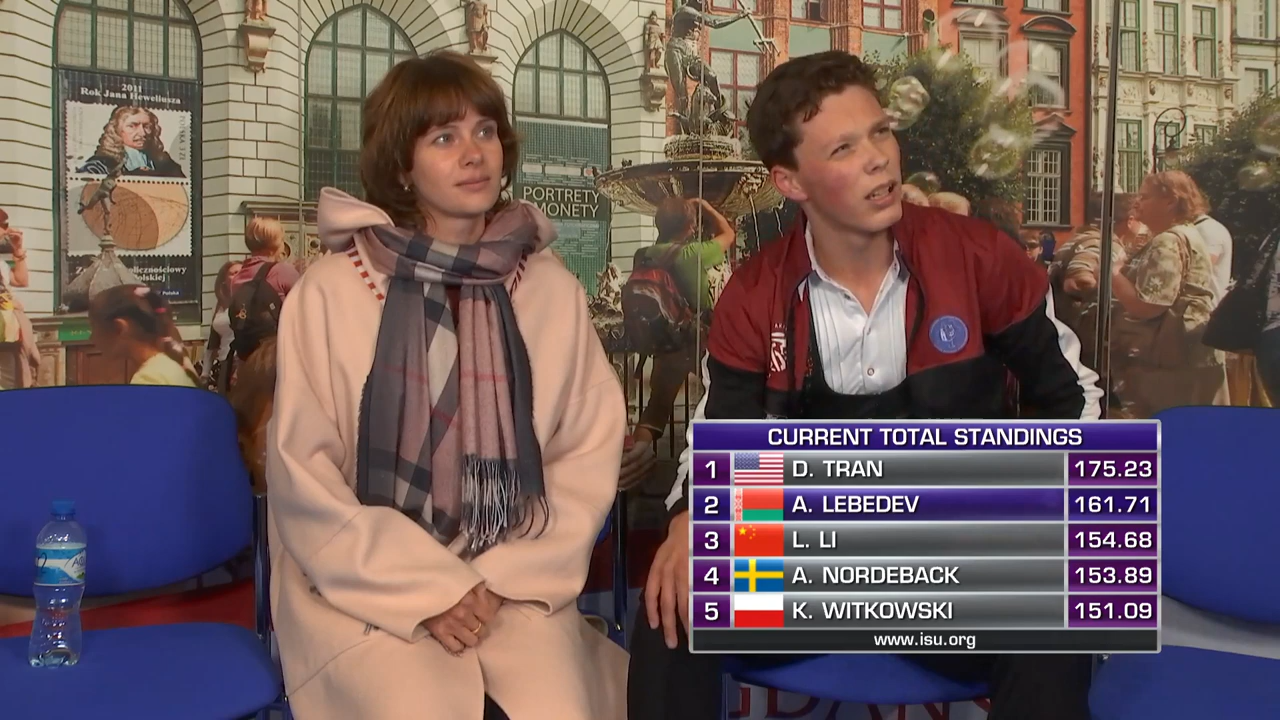 2011
Rok Jana Heweliusza
PORTRETY
MONETY
Polskiej
CURRENT TOTAL STANDINGS
1 D. TRAN 175.23
2 A. LEBEDEV 161.71
3 L. LI 154.68
4 A. NORDEBACK 153.89
5 K. WITKOWSKI 151.09
www.isu.org